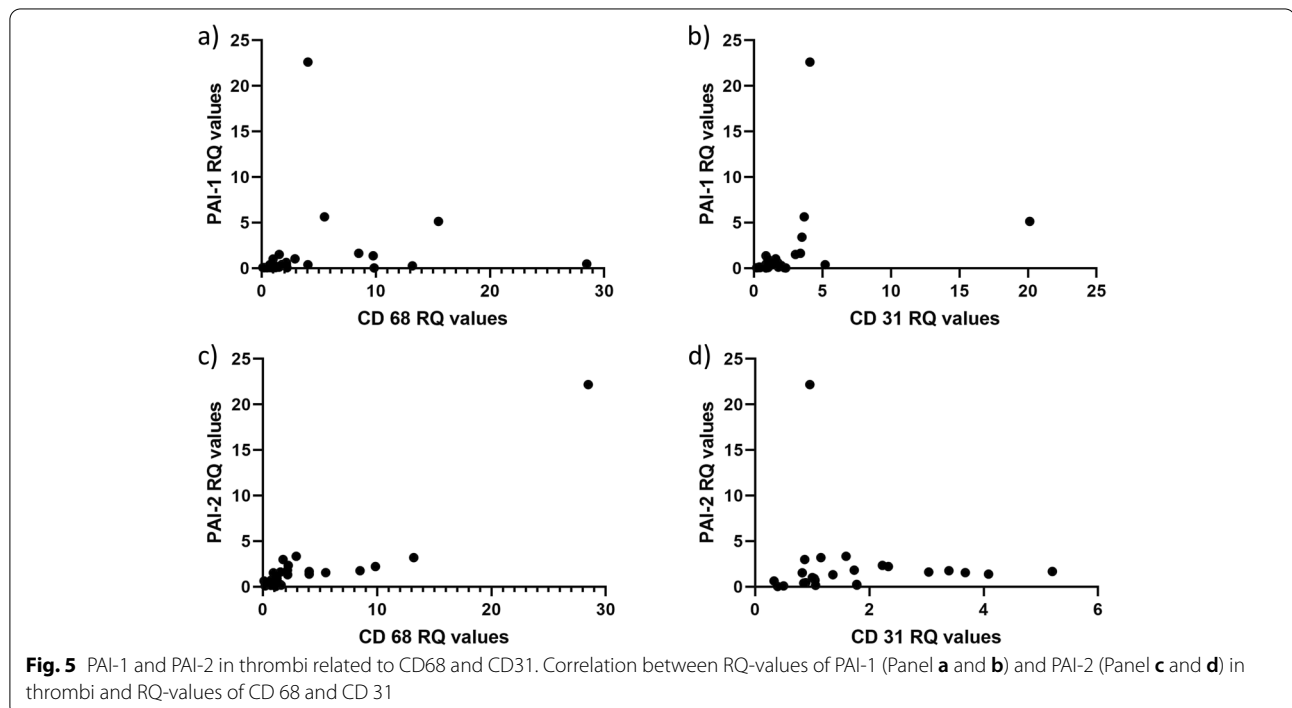 a)
25
20
15
10
5
0
PAI-1 RQ values
0 10 20 30
CD 68 RQ values
b)
25
20
15
10
5
0
PAI-1 RQ values
0 5 10 15 20 25
CD 31 RQ values
c)
25
20
15
10
5
0
PAI-2 RQ values
0 10 20 30
CD 68 RQ values
d)
25
20
15
10
5
0
PAI-2 RQ values
0 2 4 6
CD 31 RQ values
Fig. 5 PAI-1 and PAI-2 in thrombi related to CD68 and CD31. Correlation between RQ-values of PAI-1 (Panel a and b) and PAI-2 (Panel c and d) in
thrombi and RQ-values of CD 68 and CD 31